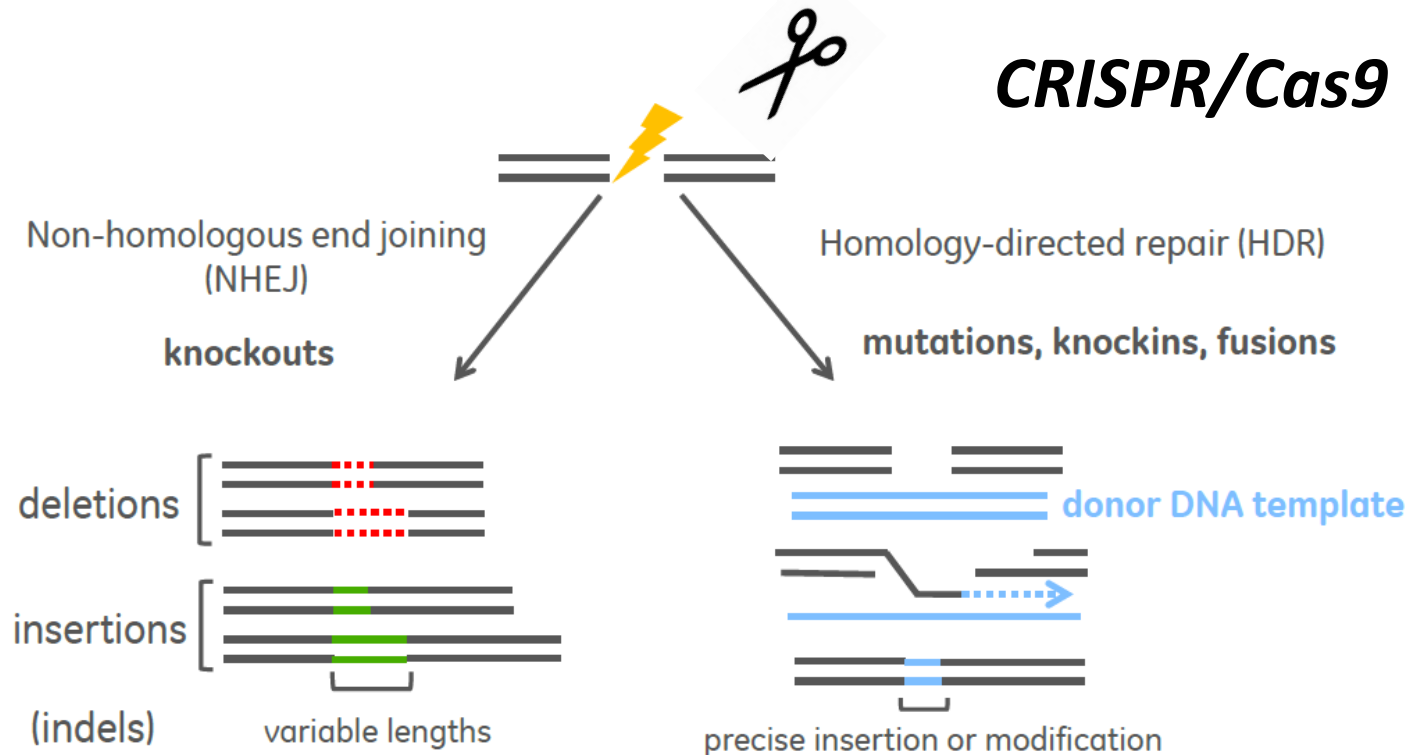 CRISPR/Cas9
Non-homologous end joining
(NHEJ)
knockouts
Homology-directed repair (HDR)
mutations, knockins, fusions
deletions
insertions
(indels)
variable lengths
donor DNA template
precise insertion or modification